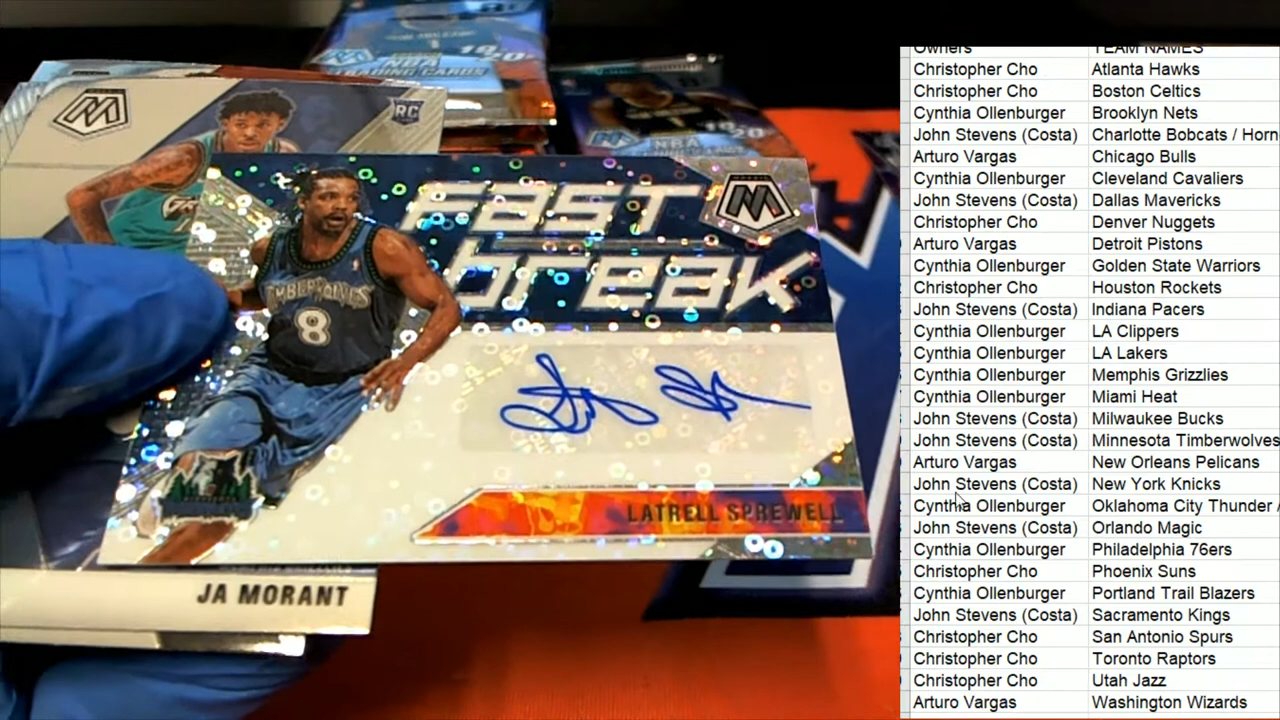 19-20
NBA
TRADING CARDS
20
NBA
RC
M
M
Fast
break
TIMBERWOLVES
8
LATRELL SPREWELL
JA MORANT
Owners TEAM NAMES
Christopher Cho Atlanta Hawks
Christopher Cho Boston Celtics
Cynthia Ollenburger Brooklyn Nets
John Stevens (Costa) Charlotte Bobcats / Horn
Arturo Vargas Chicago Bulls
Cynthia Ollenburger Cleveland Cavaliers
John Stevens (Costa) Dallas Mavericks
Christopher Cho Denver Nuggets
Arturo Vargas Detroit Pistons
Cynthia Ollenburger Golden State Warriors
Christopher Cho Houston Rockets
John Stevens (Costa) Indiana Pacers
Cynthia Ollenburger LA Clippers
Cynthia Ollenburger LA Lakers
Cynthia Ollenburger Memphis Grizzlies
Cynthia Ollenburger Miami Heat
John Stevens (Costa) Milwaukee Bucks
John Stevens (Costa) Minnesota Timberwolves
Arturo Vargas New Orleans Pelicans
John Stevens (Costa) New York Knicks
Cynthia Ollenburger Oklahoma City Thunder /
John Stevens (Costa) Orlando Magic
Cynthia Ollenburger Philadelphia 76ers
Christopher Cho Phoenix Suns
Cynthia Ollenburger Portland Trail Blazers
John Stevens (Costa) Sacramento Kings
Christopher Cho San Antonio Spurs
Christopher Cho Toronto Raptors
Christopher Cho Utah Jazz
Arturo Vargas Washington Wizards